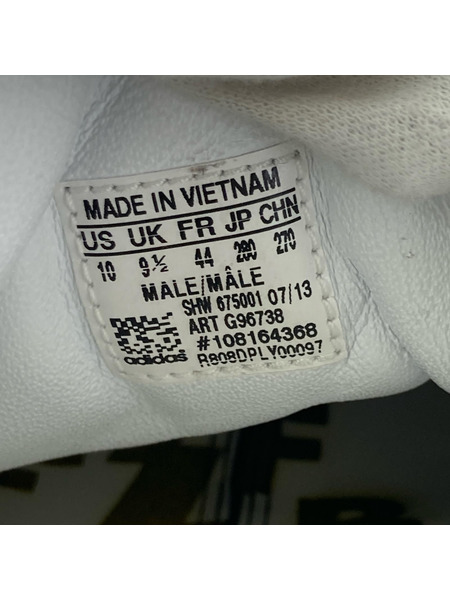 MADE IN VIETNAM
US UK FR JP CHN
10 9½ 44 280 270
MALE/MÂLE
SHW 675001 07/13
ART G96738
#108164368
R808DPLY00097
adidas